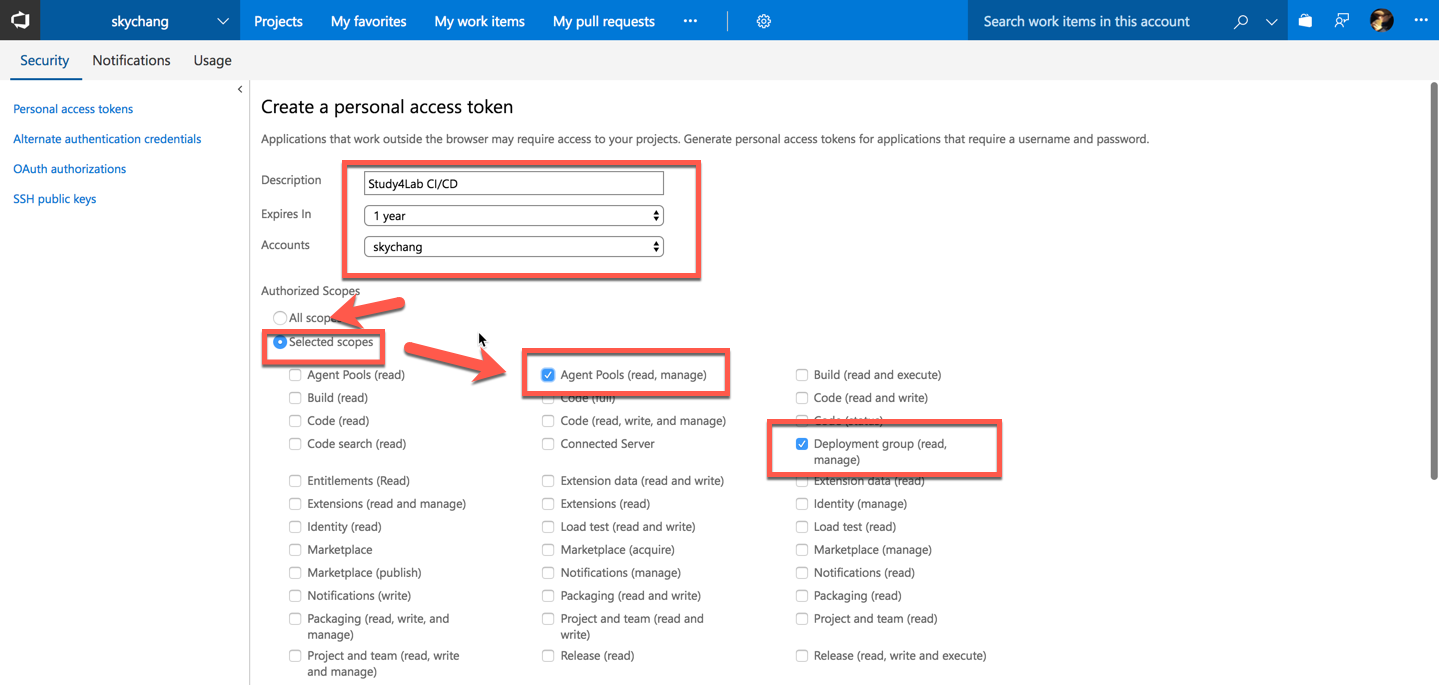 skychang
Projects
My favorites
My work items
My pull requests
Search work items in this account
Security
Notifications
Usage
Personal access tokens
Alternate authentication credentials
OAuth authorizations
SSH public keys
Create a personal access token
Applications that work outside the browser may require access to your projects. Generate personal access tokens for applications that require a username and password.
Description
Study4Lab CI/CD
Expires In
1 year
Accounts
skychang
Authorized Scopes
All scopes
Selected scopes
Agent Pools (read)
Agent Pools (read, manage)
Build (read and execute)
Build (read)
Code (full)
Code (read and write)
Code (read)
Code (read, write, and manage)
Code (status)
Code search (read)
Connected Server
Deployment group (read,
manage)
Entitlements (Read)
Extension data (read and write)
Extension data (read)
Extensions (read and manage)
Extensions (read)
Identity (manage)
Identity (read)
Load test (read and write)
Load test (read)
Marketplace
Marketplace (acquire)
Marketplace (manage)
Marketplace (publish)
Notifications (manage)
Notifications (read)
Notifications (write)
Packaging (read and write)
Packaging (read)
Packaging (read, write, and
manage)
Project and team (read and
write)
Project and team (read)
Project and team (read, write
and manage)
Release (read)
Release (read, write and execute)